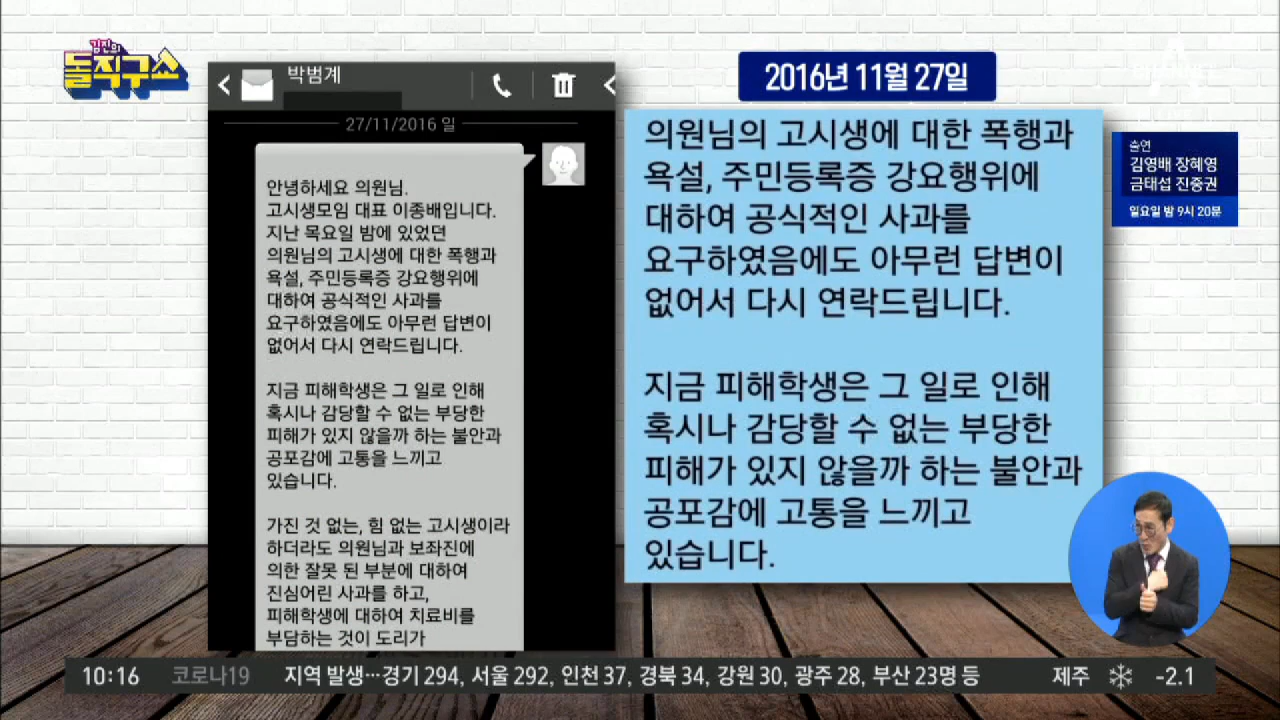 김진의
돌직구쇼
박범계
27/11/2016 일
안녕하세요 의원님.
고시생모임 대표 이종배입니다.
지난 목요일 밤에 있었던
의원님의 고시생에 대한 폭행과
욕설, 주민등록증 강요행위에
대하여 공식적인 사과를
요구하였음에도 아무런 답변이
없어서 다시 연락드립니다.
지금 피해학생은 그 일로 인해
혹시나 감당할 수 없는 부당한
피해가 있지 않을까 하는 불안과
공포감에 고통을 느끼고
있습니다.
가진 것 없는, 힘 없는 고시생이라
하더라도 의원님과 보좌진에
의한 잘못 된 부분에 대하여
진심어린 사과를 하고,
피해학생에 대하여 치료비를
부담하는 것이 도리가
2016년 11월 27일
의원님의 고시생에 대한 폭행과
욕설, 주민등록증 강요행위에
대하여 공식적인 사과를
요구하였음에도 아무런 답변이
없어서 다시 연락드립니다.
지금 피해학생은 그 일로 인해
혹시나 감당할 수 없는 부당한
피해가 있지 않을까 하는 불안과
공포감에 고통을 느끼고
있습니다.
출연
김영배 장혜영
금태섭 진중권
일요일 밤 9시 20분
10:16 코로나19 지역 발생…경기 294, 서울 292, 인천 37, 경북 34, 강원 30, 광주 28, 부산 23명 등 제주 -2.1